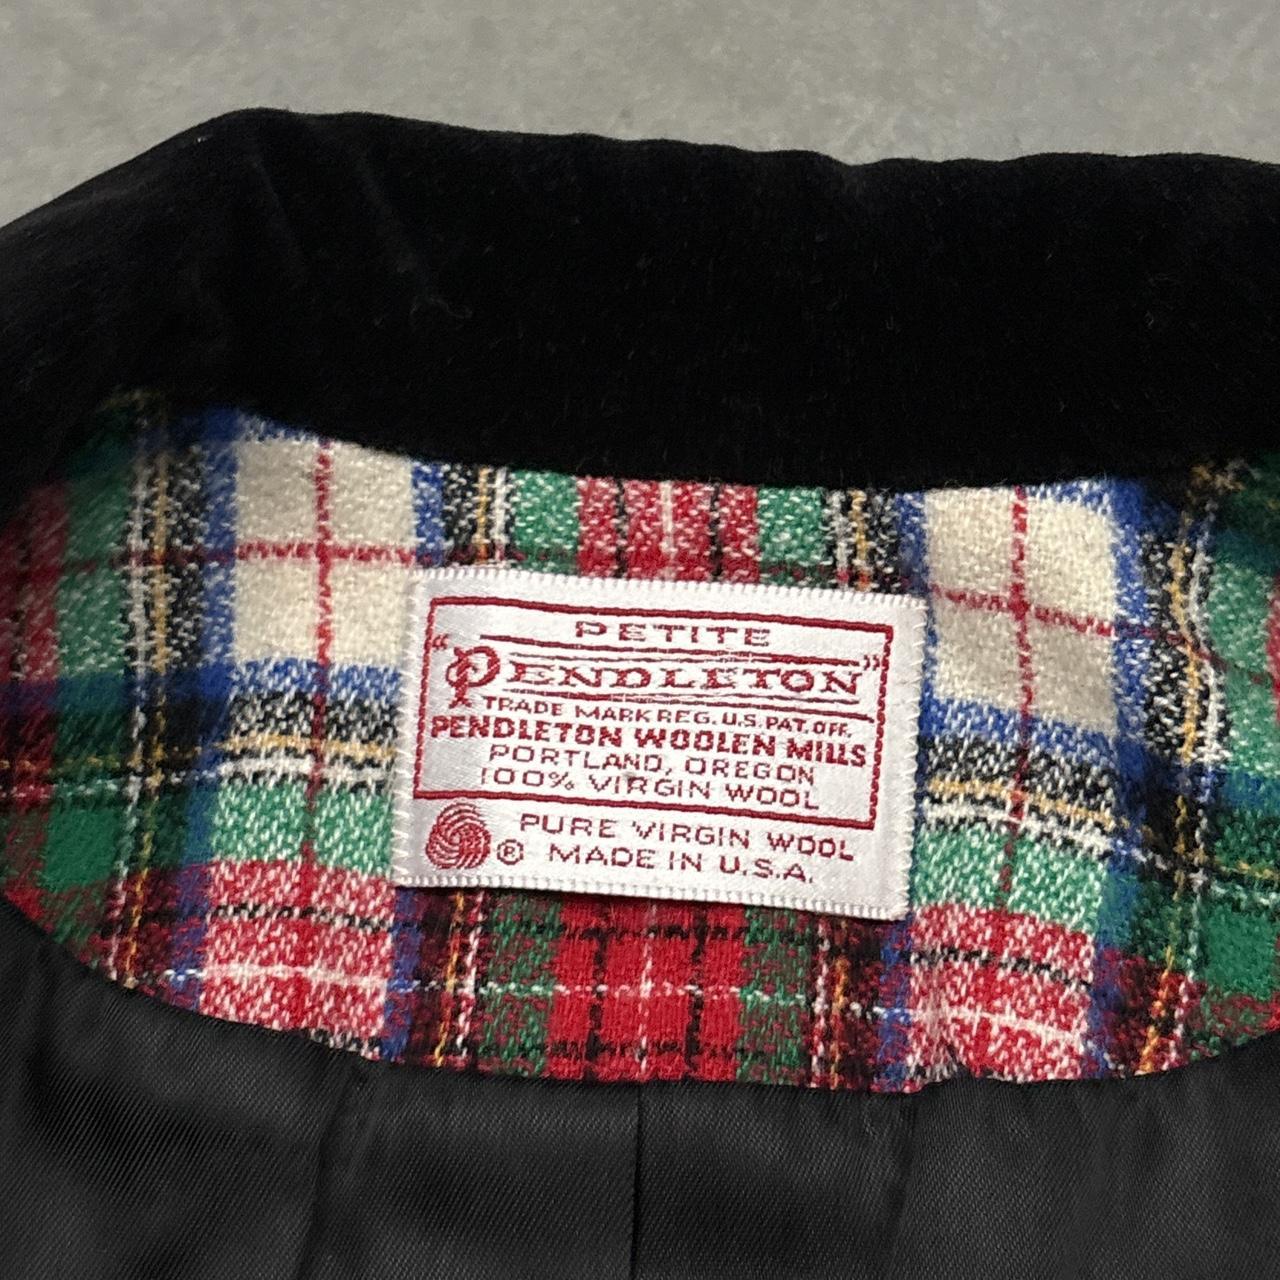 PETITE
"PENDLETON"
TRADE MARK REG. U.S. PAT. OFF.
PENDLETON WOOLEN MILLS
PORTLAND, OREGON
100% VIRGIN WOOL
PURE VIRGIN WOOL
® MADE IN U.S.A.